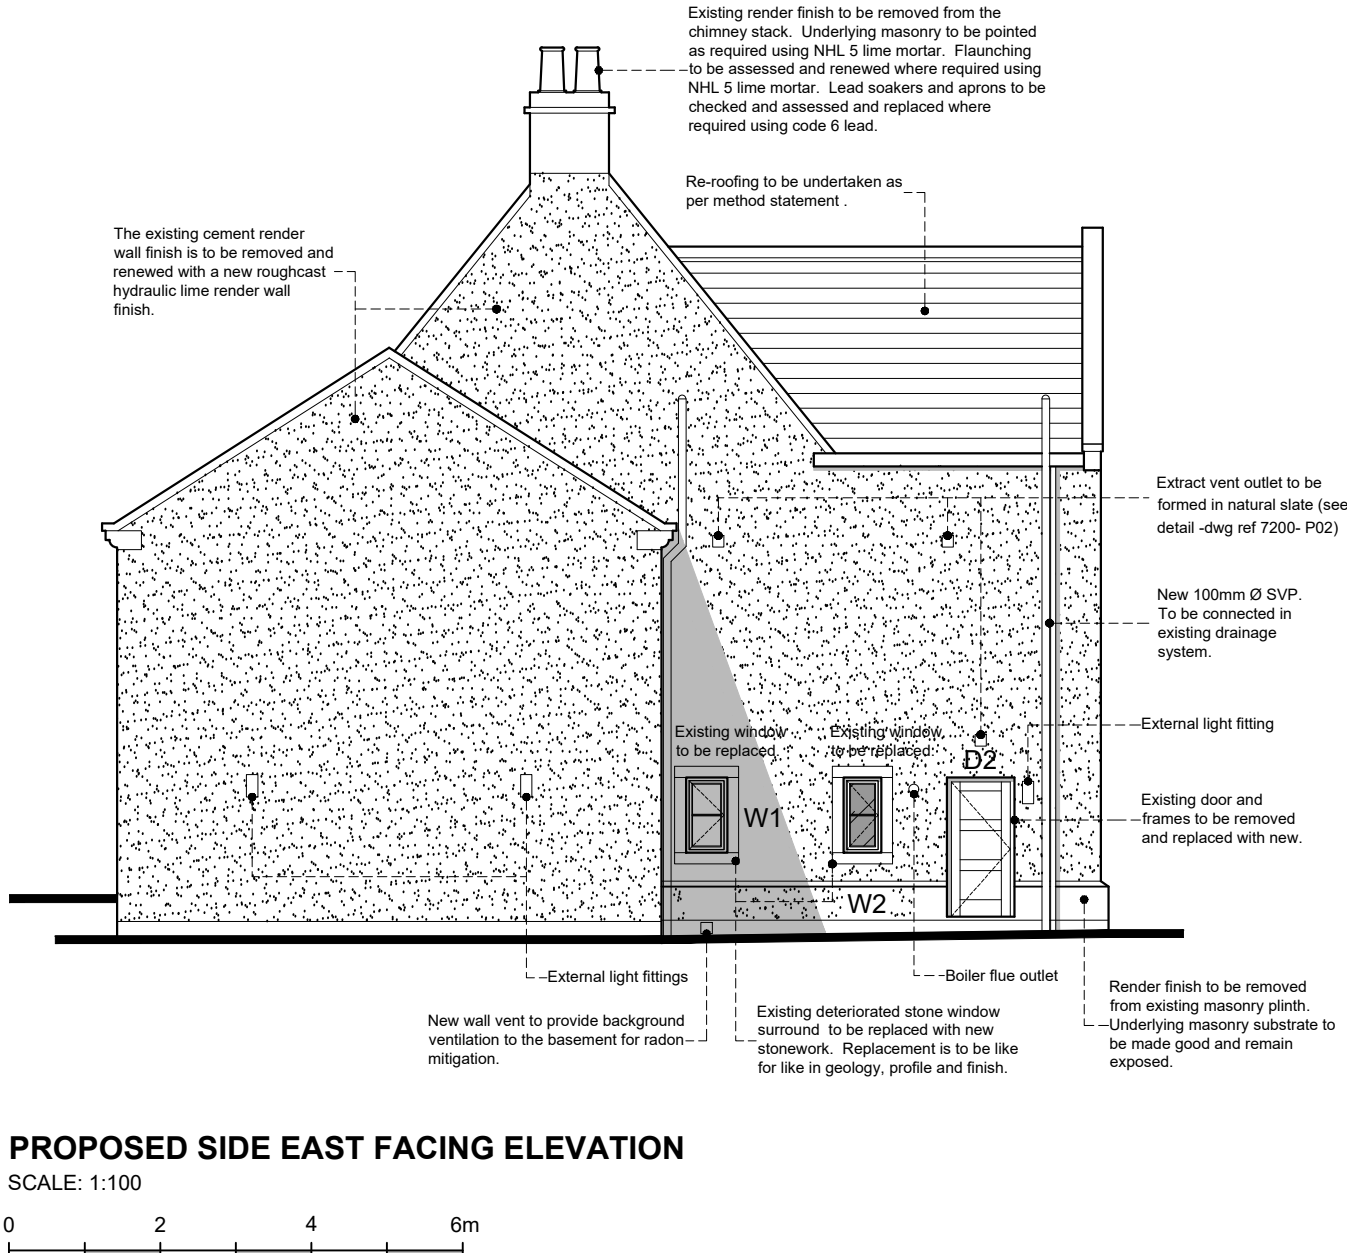 Existing render finish to be removed from the
chimney stack. Underlying masonry to be pointed
as required using NHL 5 lime mortar. Flaunching
to be assessed and renewed where required using
NHL 5 lime mortar. Lead soakers and aprons to be
checked and assessed and replaced where
required using code 6 lead.
Re-roofing to be undertaken as
per method statement .
The existing cement render
wall finish is to be removed and
renewed with a new roughcast
hydraulic lime render wall
finish.
Extract vent outlet to be
formed in natural slate (see
detail -dwg ref 7200- P02)
New 100mm Ø SVP.
To be connected in
existing drainage
system.
External light fitting
Existing window
to be replaced
Existing window
to be replaced
D2
W1
Existing door and
frames to be removed
and replaced with new.
W2
External light fittings
Boiler flue outlet
New wall vent to provide background
ventilation to the basement for radon
mitigation.
Existing deteriorated stone window
surround to be replaced with new
stonework. Replacement is to be like
for like in geology, profile and finish.
Render finish to be removed
from existing masonry plinth.
Underlying masonry substrate to
be made good and remain
exposed.
PROPOSED SIDE EAST FACING ELEVATION
SCALE: 1:100
0 2 4 6m